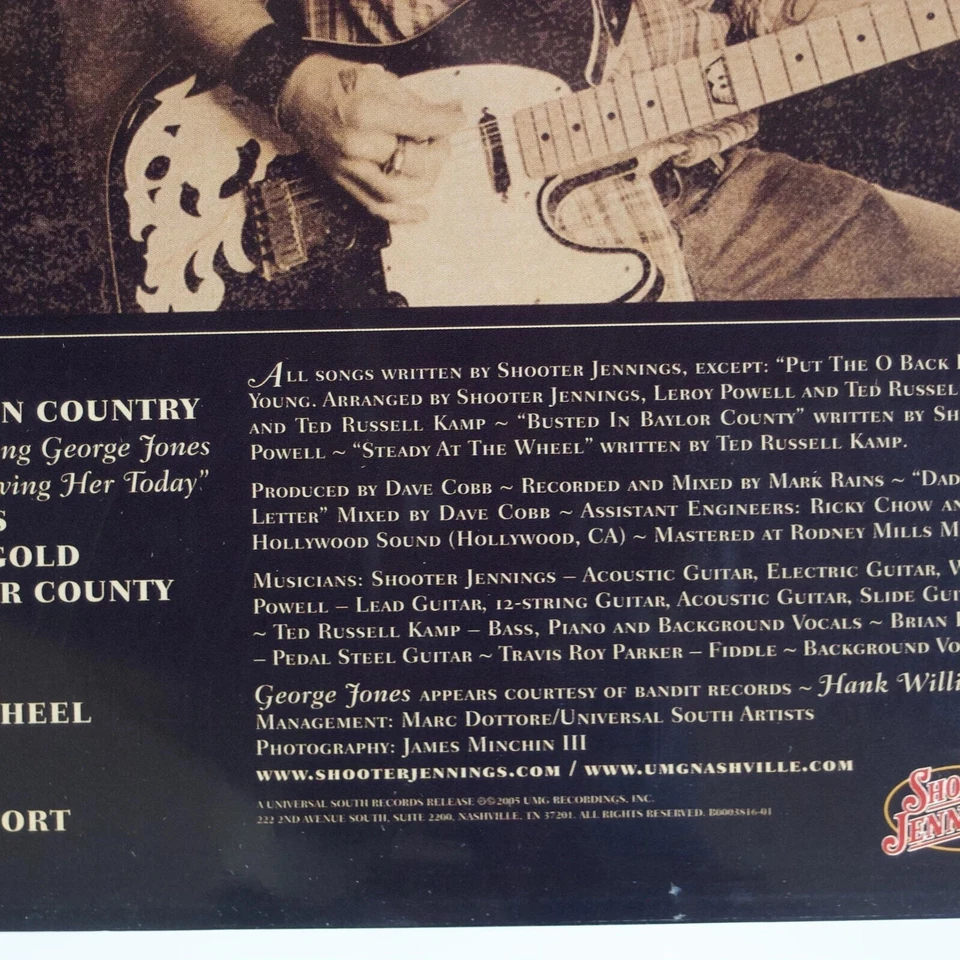 N COUNTRY
ng George Jones
ving Her Today”
S
GOLD
R COUNTY
HEEL
ORT
All songs written by Shooter Jennings, except: “Put The O Back
Young. Arranged by Shooter Jennings, Leroy Powell and Ted Russel
and Ted Russell Kamp ~ “Busted In Baylor County” written by Sh
Powell ~ “Steady At The Wheel” written by Ted Russell Kamp.
Produced by Dave Cobb ~ Recorded and Mixed by Mark Rains ~ “Dad
Letter” Mixed by Dave Cobb ~ Assistant Engineers: Ricky Chow an
Hollywood Sound (Hollywood, CA) ~ Mastered at Rodney Mills M
Musicians: Shooter Jennings – Acoustic Guitar, Electric Guitar,
Powell – Lead Guitar, 12-string Guitar, Acoustic Guitar, Slide Gui
~ Ted Russell Kamp – Bass, Piano and Background Vocals ~ Brian
– Pedal Steel Guitar ~ Travis Roy Parker – Fiddle ~ Background Vo
George Jones appears courtesy of Bandit Records ~ Hank Willi
Management: Marc Dottore/Universal South Artists
Photography: James Minchin III
www.shooterjennings.com / www.umgnashville.com
A UNIVERSAL SOUTH RECORDS RELEASE ℗©2005 UMG RECORDINGS, INC.
222 2ND AVENUE SOUTH, SUITE 2200, NASHVILLE, TN 37201. ALL RIGHTS RESERVED. B0003816-01
SHO
JENN